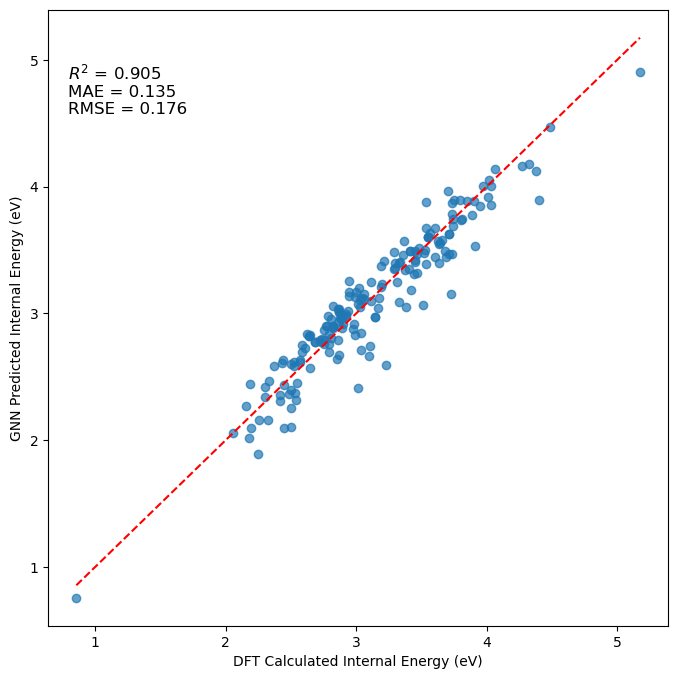 R² = 0.905
MAE = 0.135
RMSE = 0.176
5
4
3
2
1
GNN Predicted Internal Energy (eV)
1 2 3 4 5
DFT Calculated Internal Energy (eV)